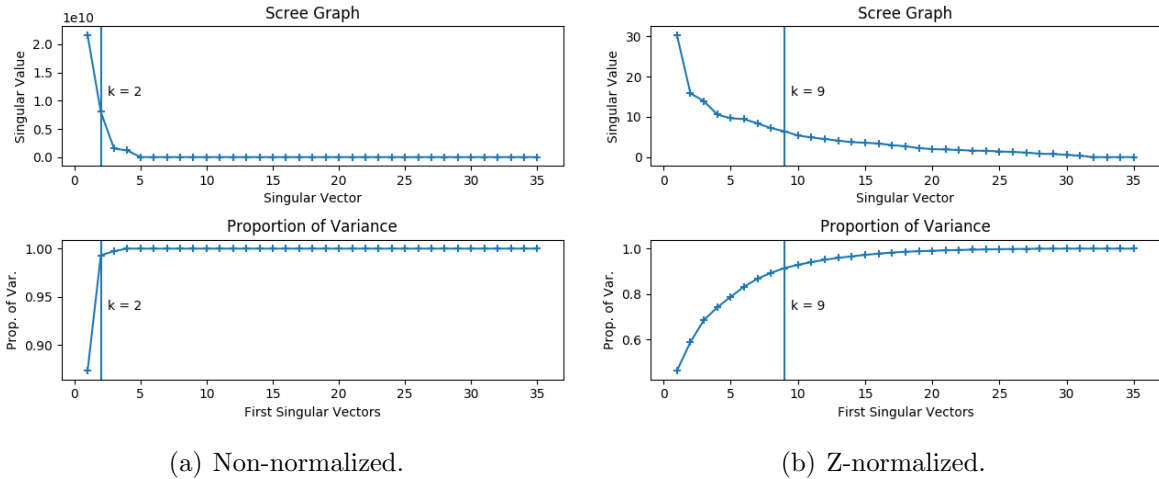 Scree Graph
1e10
2.0
1.5
1.0
0.5
0.0
Singular Value
k = 2
0 5 10 15 20 25 30 35
Singular Vector
Proportion of Variance
1.00
0.95
0.90
Prop. of Var.
k = 2
0 5 10 15 20 25 30 35
First Singular Vectors
(a) Non-normalized.
Scree Graph
30
20
10
0
Singular Value
k = 9
0 5 10 15 20 25 30 35
Singular Vector
Proportion of Variance
1.0
0.8
0.6
Prop. of Var.
k = 9
0 5 10 15 20 25 30 35
First Singular Vectors
(b) Z-normalized.